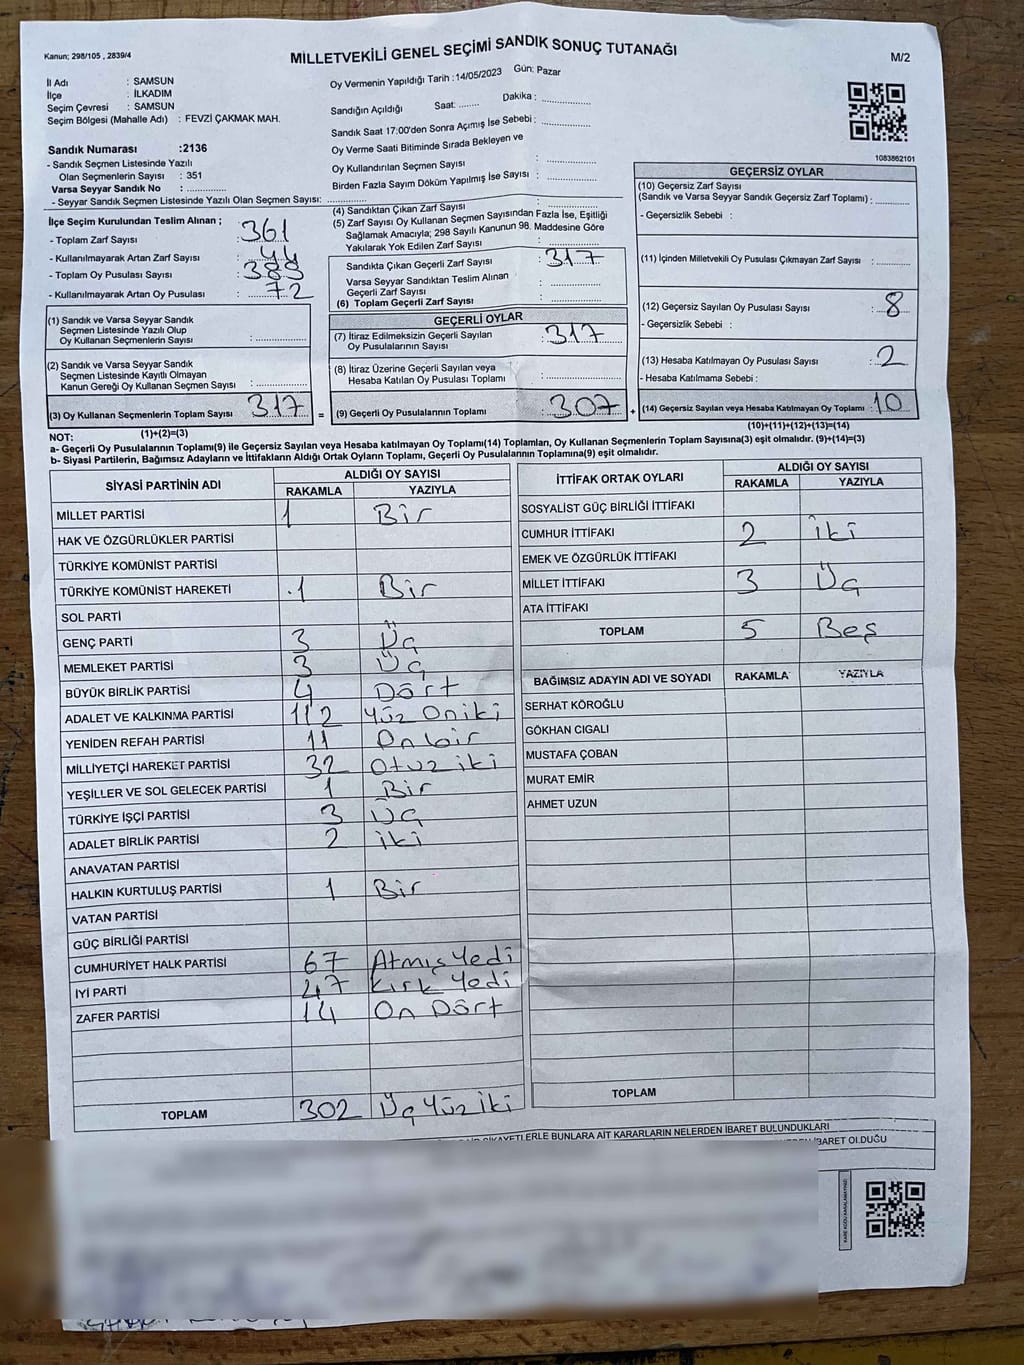 Kanun; 298/105 , 2839/4
MİLLETVEKİLİ GENEL SEÇİMİ SANDIK SONUÇ TUTANAĞI
M/2
İl Adı : SAMSUN
İlçe : İLKADIM
Seçim Çevresi : SAMSUN
Seçim Bölgesi (Mahalle Adı) : FEVZİ ÇAKMAK MAH.
Oy Vermenin Yapıldığı Tarih :14/05/2023 Gün: Pazar
Sandığın Açıldığı Saat: ........ Dakika : ..............
Sandık Saat 17:00'den Sonra Açımış İse Sebebi : ..............
Oy Verme Saati Bitiminde Sırada Bekleyen ve
Oy Kullandırılan Seçmen Sayısı : ..............
Birden Fazla Sayım Döküm Yapılmış İse Sayısı : ..............
Sandık Numarası :2136
- Sandık Seçmen Listesinde Yazılı
Olan Seçmenlerin Sayısı : 351
Varsa Seyyar Sandık No : ..............
- Seyyar Sandık Seçmen Listesinde Yazılı Olan Seçmen Sayısı: ..............
1083862101
İlçe Seçim Kurulundan Teslim Alınan ;
- Toplam Zarf Sayısı : 361
- Kullanılmayarak Artan Zarf Sayısı : 44
- Toplam Oy Pusulası Sayısı : 389
- Kullanılmayarak Artan Oy Pusulası : 72
(1) Sandık ve Varsa Seyyar Sandık
Seçmen Listesinde Yazılı Olup
Oy Kullanan Seçmenlerin Sayısı : ..............
(2) Sandık ve Varsa Seyyar Sandık
Seçmen Listesinde Kayıtlı Olmayan
Kanun Gereği Oy Kullanan Seçmen Sayısı : ..............
(3) Oy Kullanan Seçmenlerin Toplam Sayısı : 317
(4) Sandıktan Çıkan Zarf Sayısı : ..............
(5) Zarf Sayısı Oy Kullanan Seçmen Sayısından Fazla İse, Eşitliği
Sağlamak Amacıyla; 298 Sayılı Kanunun 98. Maddesine Göre
Yakılarak Yok Edilen Zarf Sayısı : ..............
Sandıkta Çıkan Geçerli Zarf Sayısı : 317
Varsa Seyyar Sandıktan Teslim Alınan
Geçerli Zarf Sayısı : ..............
(6) Toplam Geçerli Zarf Sayısı : ..............
GEÇERLİ OYLAR
(7) İtiraz Edilmeksizin Geçerli Sayılan
Oy Pusulalarının Sayısı : 317
(8) İtiraz Üzerine Geçerli Sayılan veya
Hesaba Katılan Oy Pusulası Toplamı : ..............
= (9) Geçerli Oy Pusulalarının Toplamı : 307
GEÇERSİZ OYLAR
(10) Geçersiz Zarf Sayısı
(Sandık ve Varsa Seyyar Sandık Geçersiz Zarf Toplamı) : ........
- Geçersizlik Sebebi :
(11) İçinden Milletvekili Oy Pusulası Çıkmayan Zarf Sayısı : ........
(12) Geçersiz Sayılan Oy Pusulası Sayısı : 8
- Geçersizlik Sebebi :
(13) Hesaba Katılmayan Oy Pusulası Sayısı : 2
- Hesaba Katılmama Sebebi :
+ (14) Geçersiz Sayılan veya Hesaba Katılmayan Oy Toplamı : 10
(1)+(2)=(3)
(10)+(11)+(12)+(13)=(14)
NOT:
a- Geçerli Oy Pusulalarının Toplamı(9) ile Geçersiz Sayılan veya Hesaba katılmayan Oy Toplamı(14) Toplamları, Oy Kullanan Seçmenlerin Toplam Sayısına(3) eşit olmalıdır. (9)+(14)=(3)
b- Siyasi Partilerin, Bağımsız Adayların ve İttifakların Aldığı Ortak Oyların Toplamı, Geçerli Oy Pusulalarının Toplamına(9) eşit olmalıdır.
SİYASİ PARTİNİN ADI ALDIĞI OY SAYISI
RAKAMLA YAZIYLA
MİLLET PARTİSİ 1 Bir
HAK VE ÖZGÜRLÜKLER PARTİSİ
TÜRKİYE KOMÜNİST PARTİSİ
TÜRKİYE KOMÜNİST HAREKETİ 1 Bir
SOL PARTİ
GENÇ PARTİ 3 Üç
MEMLEKET PARTİSİ 3 Üç
BÜYÜK BİRLİK PARTİSİ 4 Dört
ADALET VE KALKINMA PARTİSİ 112 Yüz Oniki
YENİDEN REFAH PARTİSİ 11 Onbir
MİLLİYETÇİ HAREKET PARTİSİ 32 Otuz iki
YEŞİLLER VE SOL GELECEK PARTİSİ 1 Bir
TÜRKİYE İŞÇİ PARTİSİ 3 Üç
ADALET BİRLİK PARTİSİ 2 iki
ANAVATAN PARTİSİ
HALKIN KURTULUŞ PARTİSİ 1 Bir
VATAN PARTİSİ
GÜÇ BİRLİĞİ PARTİSİ
CUMHURİYET HALK PARTİSİ 67 Atmış Yedi
İYİ PARTİ 47 Kırk Yedi
ZAFER PARTİSİ 14 On Dört
TOPLAM 302 Üç Yüz İki
İTTİFAK ORTAK OYLARI ALDIĞI OY SAYISI
RAKAMLA YAZIYLA
SOSYALİST GÜÇ BİRLİĞİ İTTİFAKI
CUMHUR İTTİFAKI 2 İki
EMEK VE ÖZGÜRLÜK İTTİFAKI
MİLLET İTTİFAKI 3 Üç
ATA İTTİFAKI
TOPLAM 5 Beş
BAĞIMSIZ ADAYIN ADI VE SOYADI RAKAMLA YAZIYLA
SERHAT KÖROĞLU
GÖKHAN CIGALI
MUSTAFA ÇOBAN
MURAT EMİR
AHMET UZUN
TOPLAM
ŞİKAYETLERLE BUNLARA AİT KARARLARIN NELERDEN İBARET BULUNDUKLARI
İBARET OLDUĞU